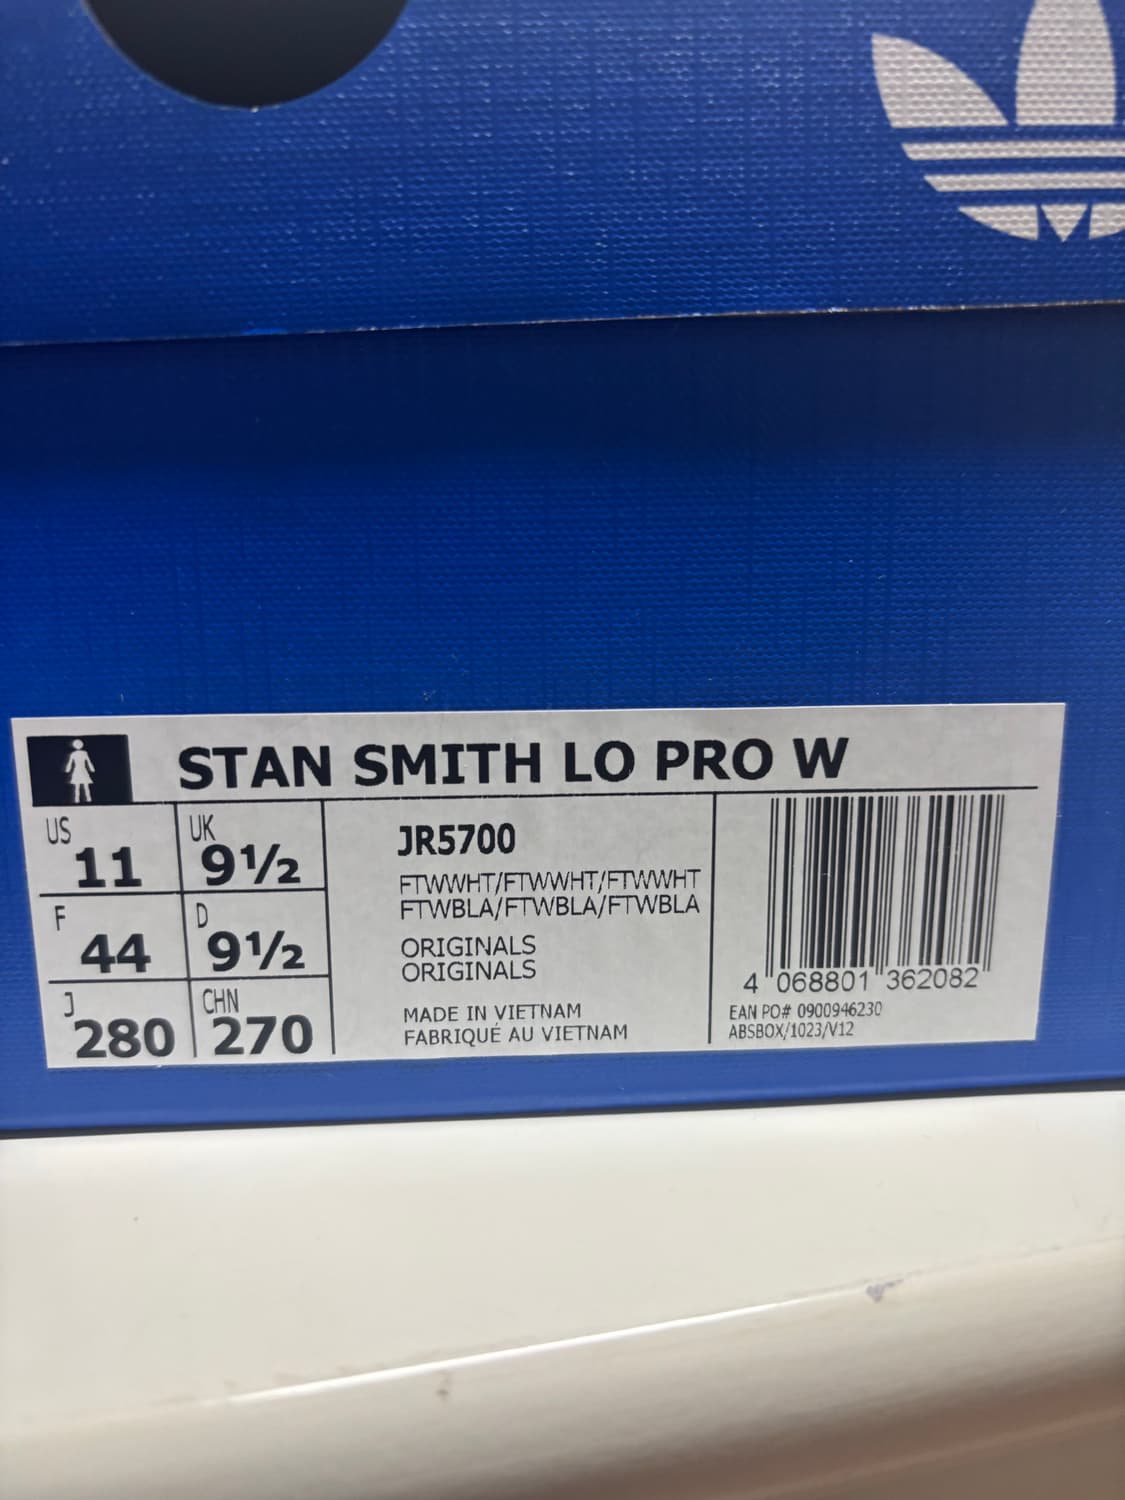 STAN SMITH LO PRO W
US
11
UK
9½
F
44
D
9½
J
280
CHN
270
JR5700
FTWWHT/FTWWHT/FTWWHT
FTWBLA/FTWBLA/FTWBLA
ORIGINALS
ORIGINALS
MADE IN VIETNAM
FABRIQUÉ AU VIETNAM
4 068801 362082
EAN PO# 0900946230
ABSBOX/1023/V12